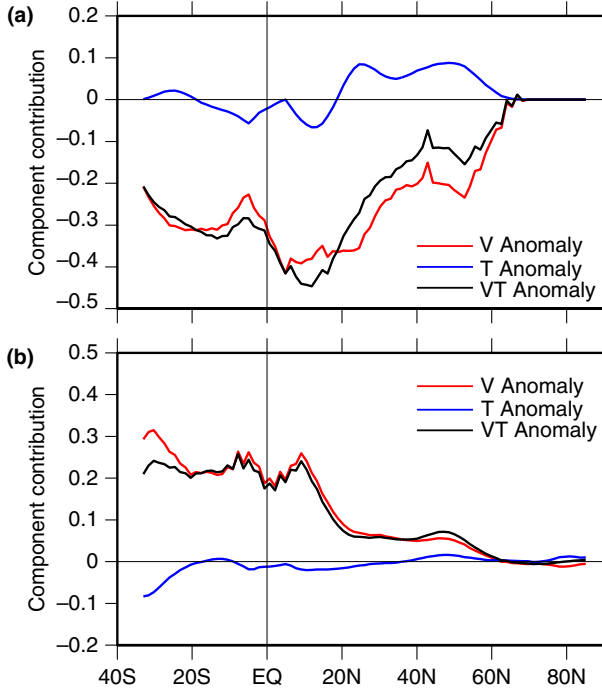 (a)
0.2
0.1
0
–0.1
–0.2
–0.3
–0.4
–0.5
Component contribution
V Anomaly
T Anomaly
VT Anomaly
(b)
0.5
0.4
0.3
0.2
0.1
0
–0.1
–0.2
Component contribution
V Anomaly
T Anomaly
VT Anomaly
40S 20S EQ 20N 40N 60N 80N